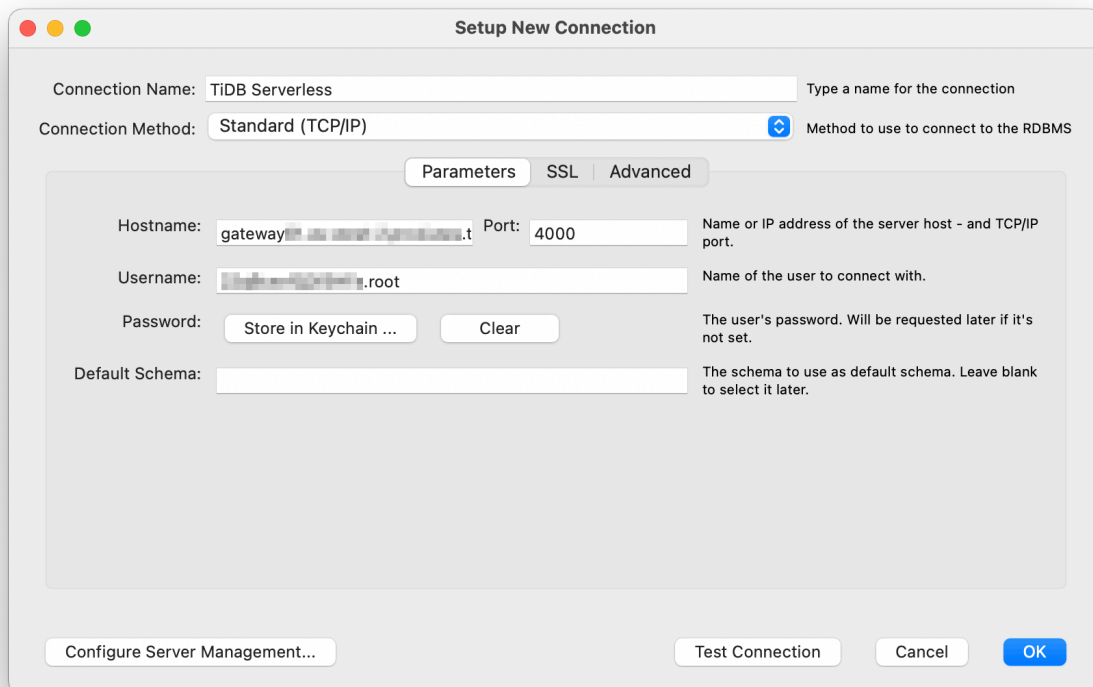 Setup New Connection
Connection Name: TiDB Serverless Type a name for the connection
Connection Method: Standard (TCP/IP) Method to use to connect to the RDBMS
Parameters SSL Advanced
Hostname: gateway .t Port: 4000 Name or IP address of the server host - and TCP/IP
port.
Username: .root Name of the user to connect with.
Password: Store in Keychain ... Clear The user's password. Will be requested later if it's
not set.
Default Schema: The schema to use as default schema. Leave blank
to select it later.
Configure Server Management... Test Connection Cancel OK